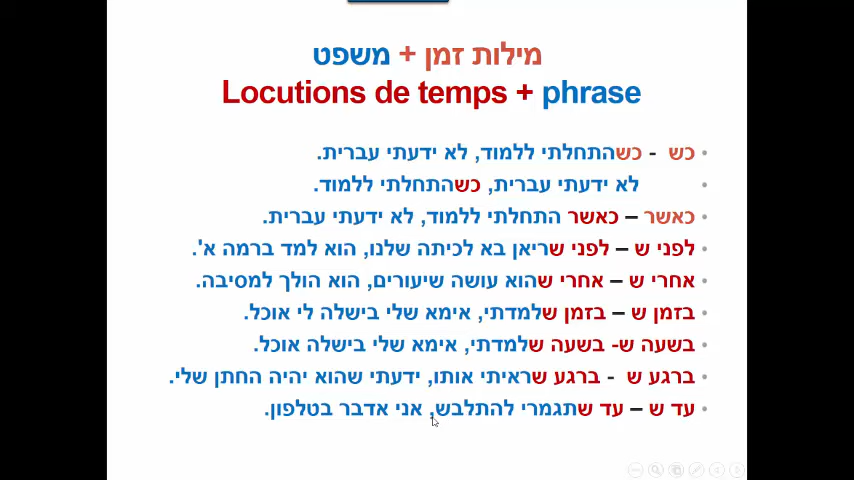 מילות זמן + משפט
Locutions de temps + phrase
כש - כשהתחלתי ללמוד, לא ידעתי עברית.
לא ידעתי עברית, כשהתחלתי ללמוד.
כאשר – כאשר התחלתי ללמוד, לא ידעתי עברית.
לפני ש – לפני שריאן בא לכיתה שלנו, הוא למד ברמה א'.
אחרי ש – אחרי שהוא עושה שיעורים, הוא הולך למסיבה.
בזמן ש – בזמן שלמדתי, אימא שלי בישלה לי אוכל.
בשעה ש- בשעה שלמדתי, אימא שלי בישלה אוכל.
ברגע ש - ברגע שראיתי אותו, ידעתי שהוא יהיה החתן שלי.
עד ש – עד שתגמרי להתלבש, אני אדבר בטלפון.